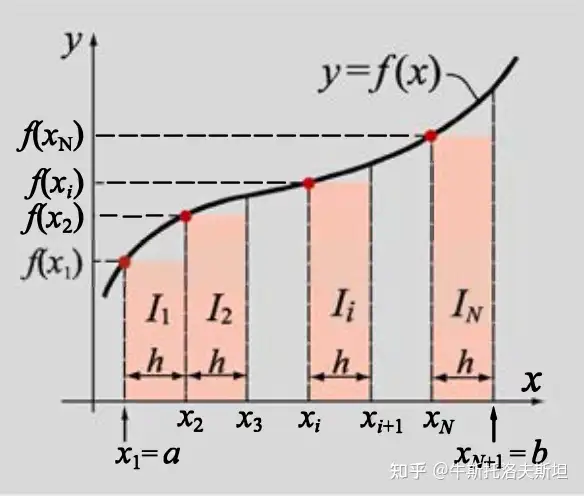 y
y=f(x)
f(x_N)
f(x_i)
f(x_2)
f(x_1)
I_1 I_2 I_i I_N
h h h h
x
x_2 x_3 x_i x_{i+1} x_N
x_1=a x_{N+1}=b
知乎 @牛斯托洛夫斯坦